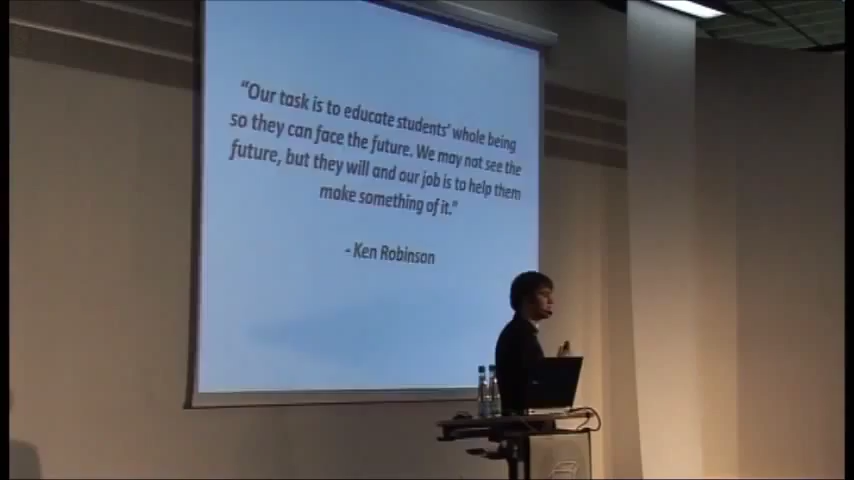 “Our task is to educate students’ whole being
so they can face the future. We may not see the
future, but they will and our job is to help them
make something of it.”
- Ken Robinson